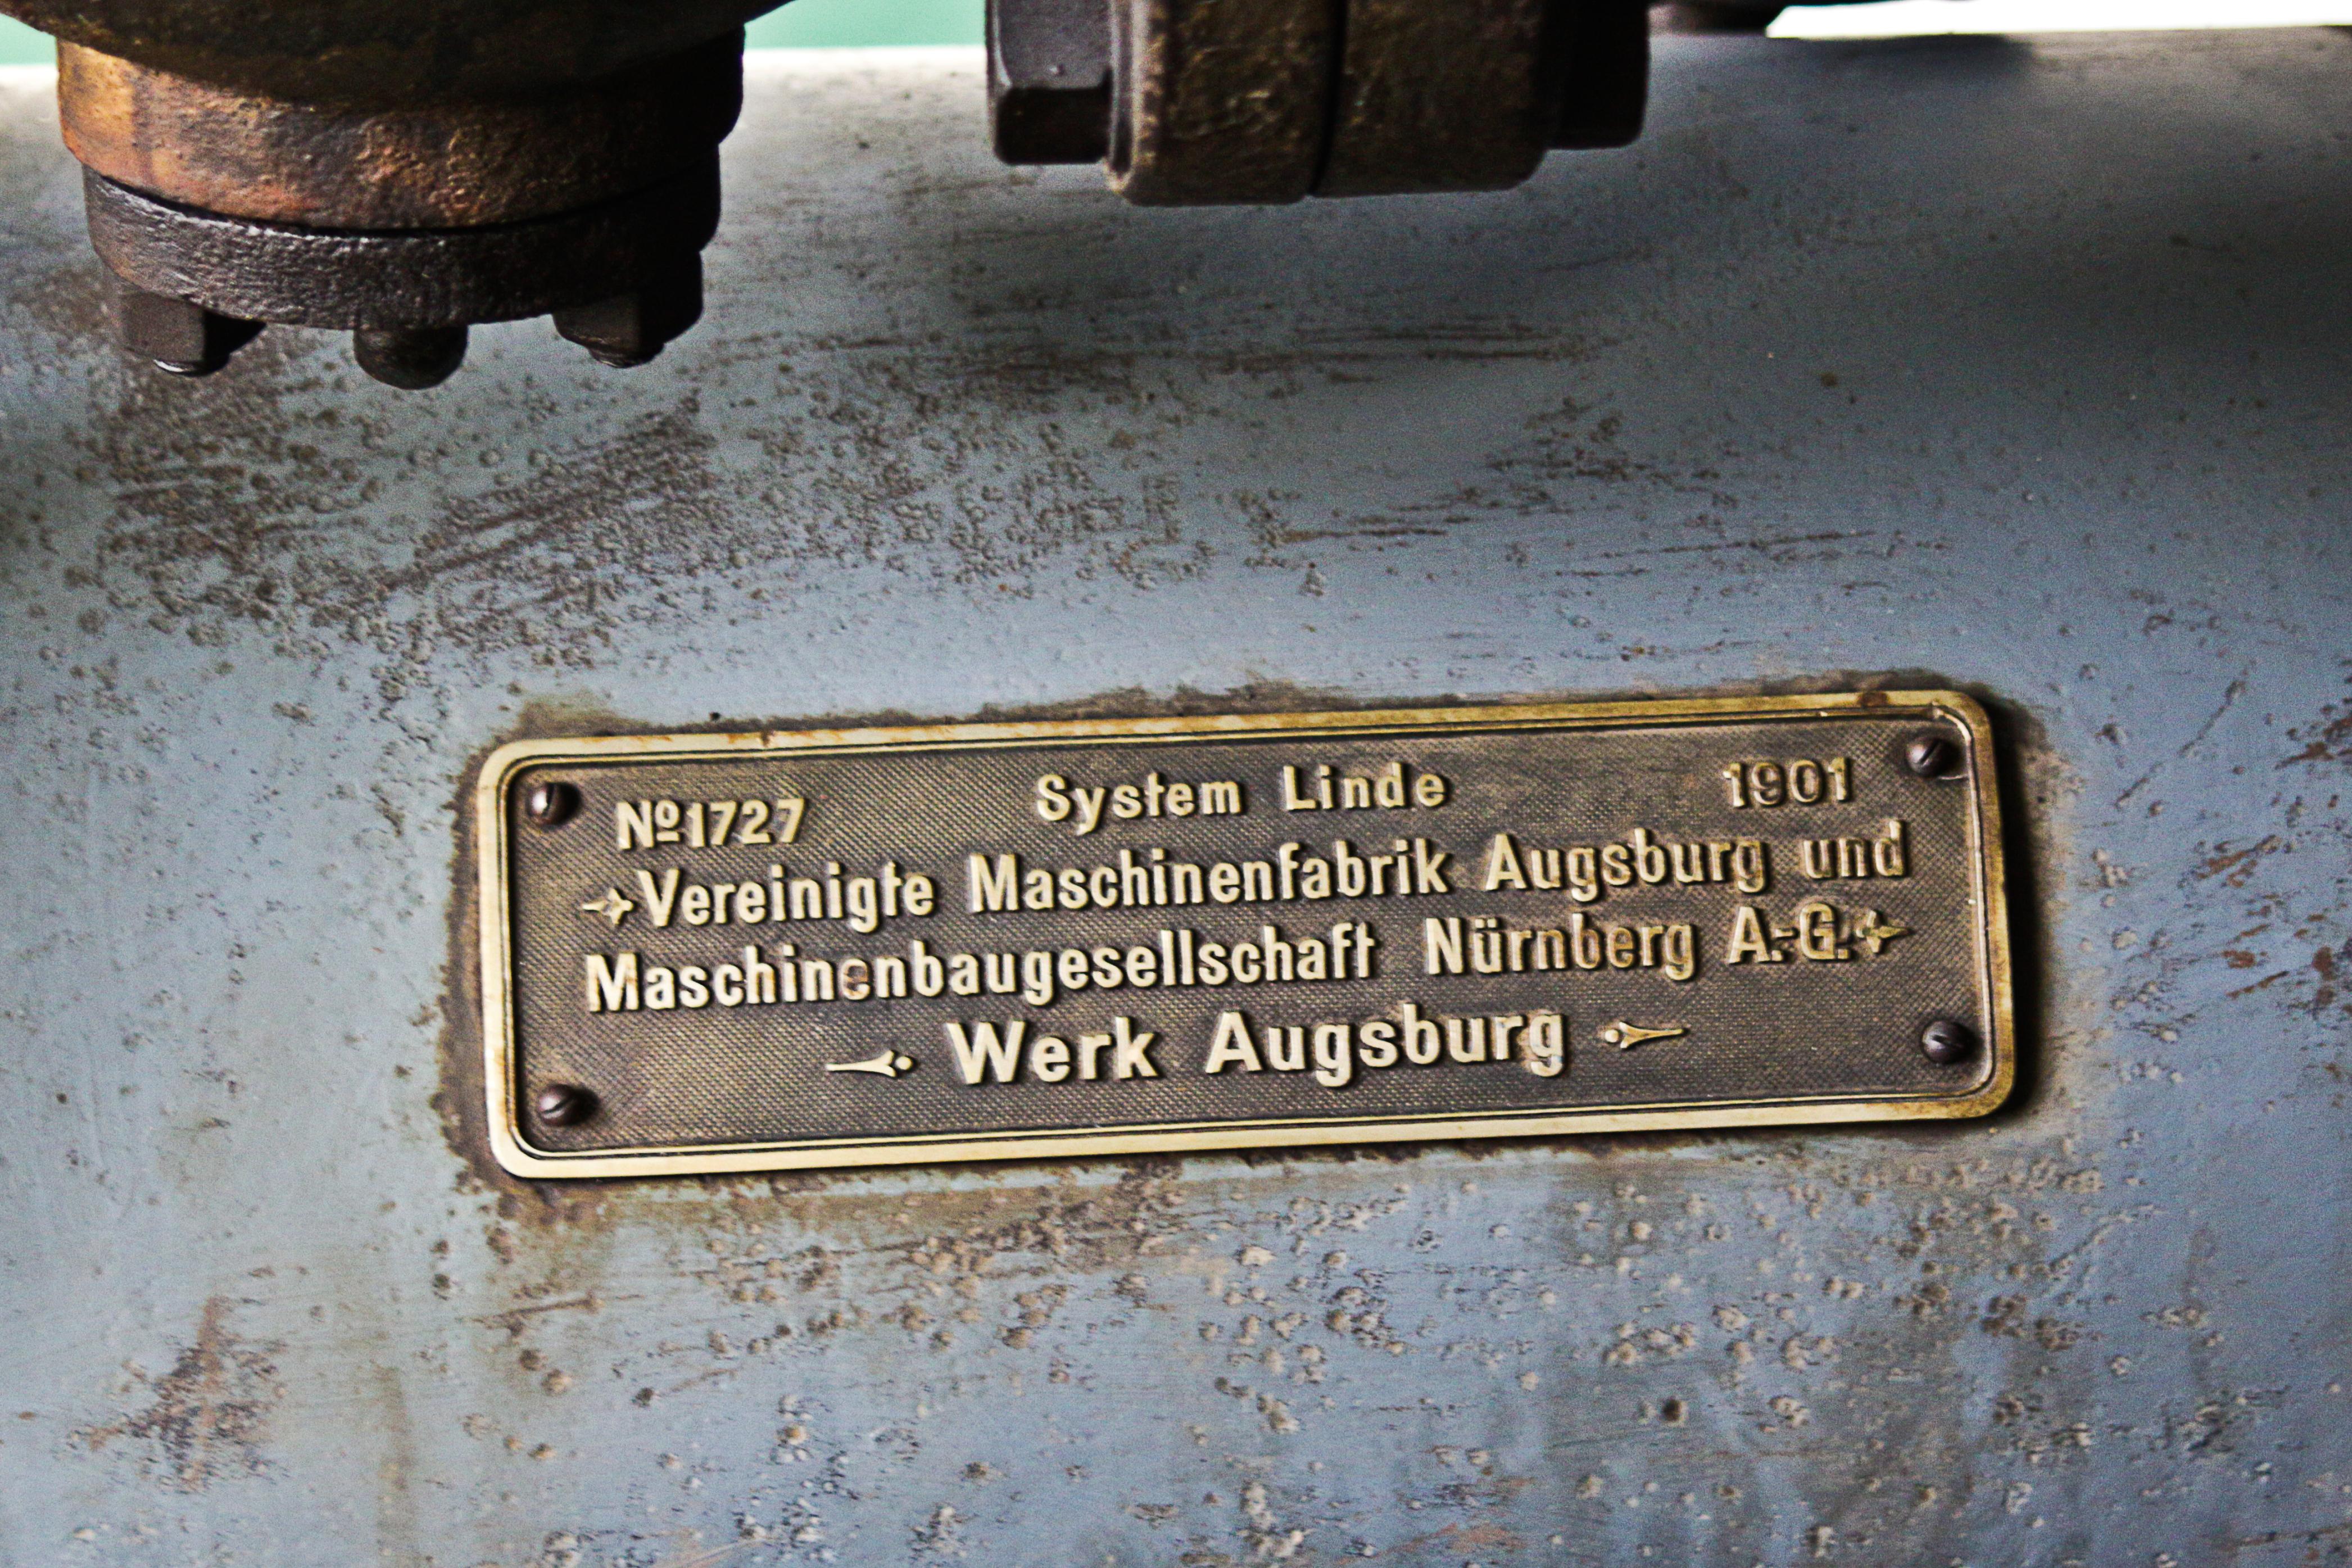 №1727 System Linde 1901
Vereinigte Maschinenfabrik Augsburg und
Maschinenbaugesellschaft Nürnberg A.-G.
Werk Augsburg